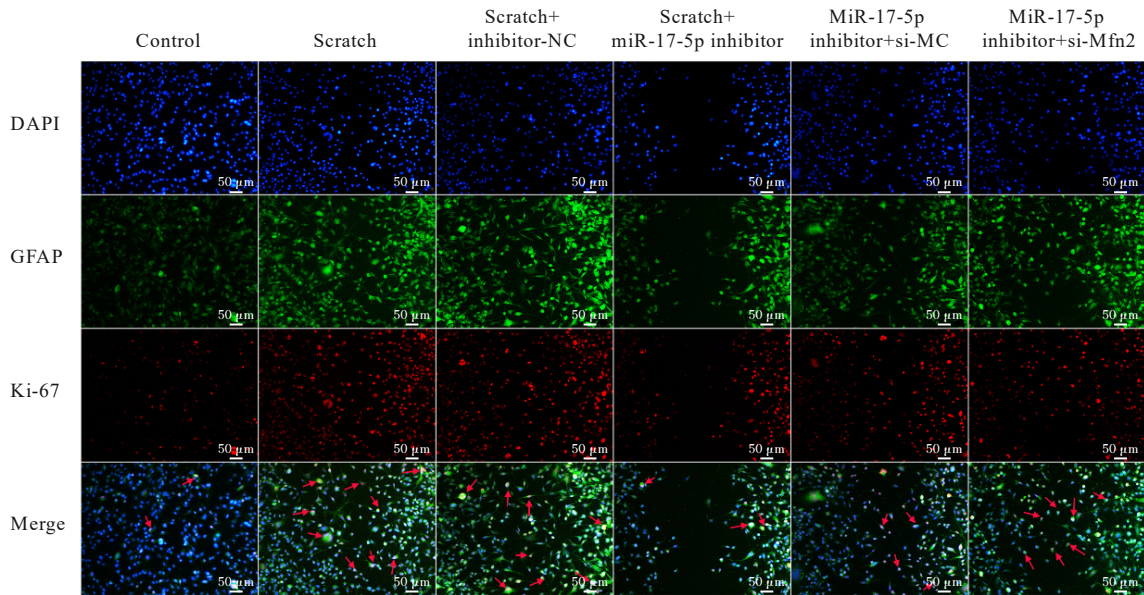 Control
Scratch
Scratch+
inhibitor-NC
Scratch+
miR-17-5p inhibitor
MiR-17-5p
inhibitor+si-MC
MiR-17-5p
inhibitor+si-Mfn2
DAPI
50 μm
50 μm
50 μm
50 μm
50 μm
50 μm
GFAP
50 μm
50 μm
50 μm
50 μm
50 μm
50 μm
Ki-67
50 μm
50 μm
50 μm
50 μm
50 μm
50 μm
Merge
50 μm
50 μm
50 μm
50 μm
50 μm
50 μm